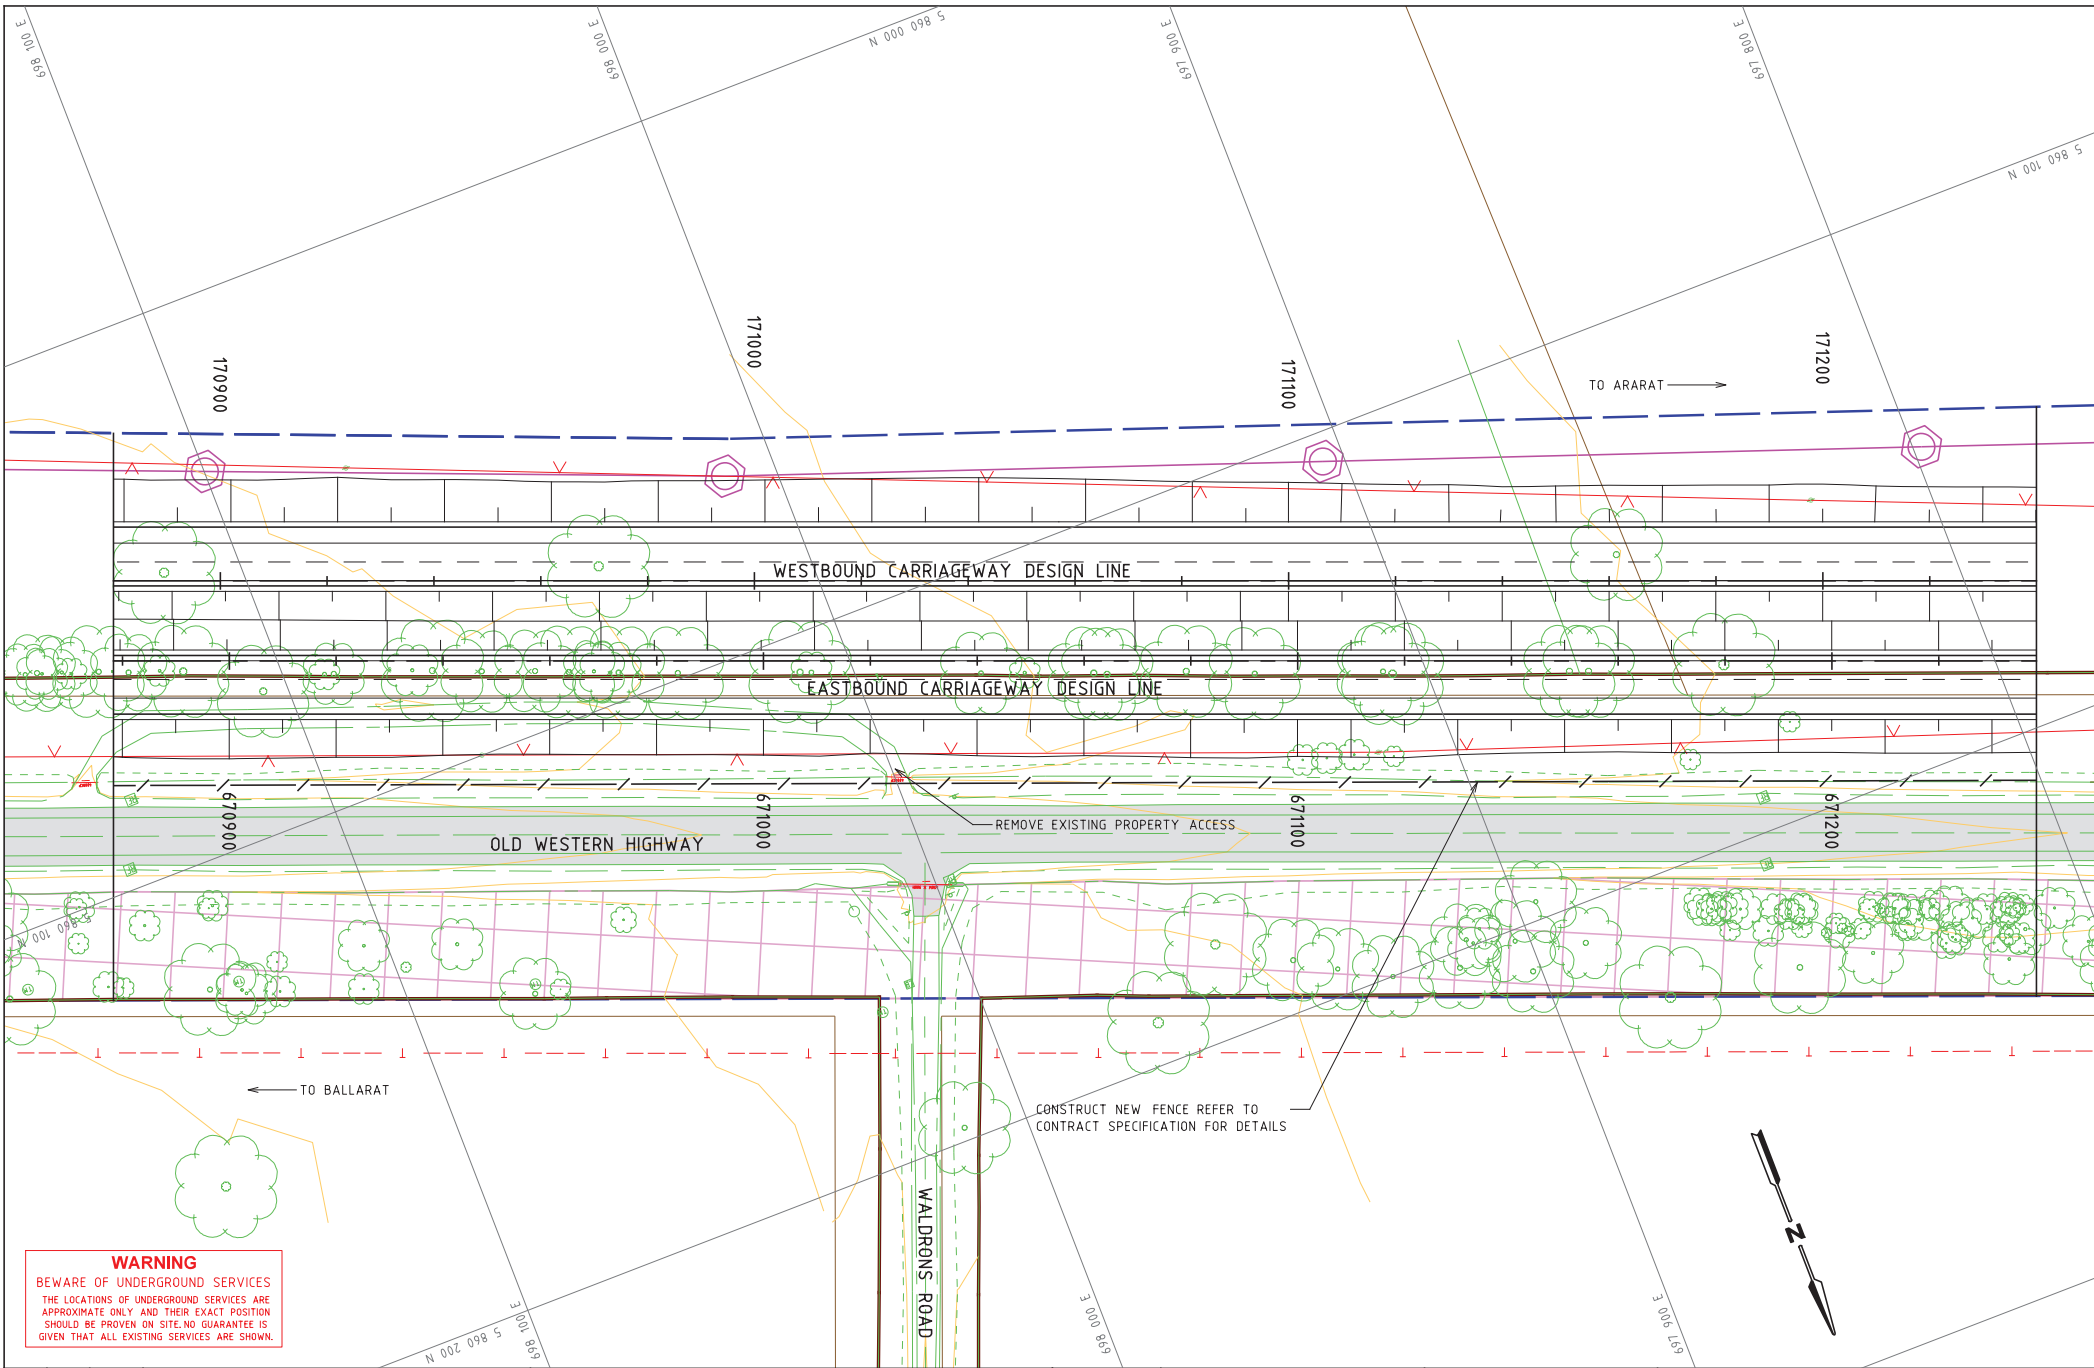 698 100 E
698 000 E
5 860 000 N
697 900 E
697 800 E
5 860 100 N
170900
171000
171100
171200
TO ARARAT
WESTBOUND CARRIAGEWAY DESIGN LINE
EASTBOUND CARRIAGEWAY DESIGN LINE
670900
671000
671100
671200
REMOVE EXISTING PROPERTY ACCESS
OLD WESTERN HIGHWAY
5 860 100 N
TO BALLARAT
CONSTRUCT NEW FENCE REFER TO
CONTRACT SPECIFICATION FOR DETAILS
WALDRONS ROAD
N
WARNING
BEWARE OF UNDERGROUND SERVICES
THE LOCATIONS OF UNDERGROUND SERVICES ARE
APPROXIMATE ONLY AND THEIR EXACT POSITION
SHOULD BE PROVEN ON SITE. NO GUARANTEE IS
GIVEN THAT ALL EXISTING SERVICES ARE SHOWN.
5 860 200 N
698 100 E
698 000 E
697 900 E